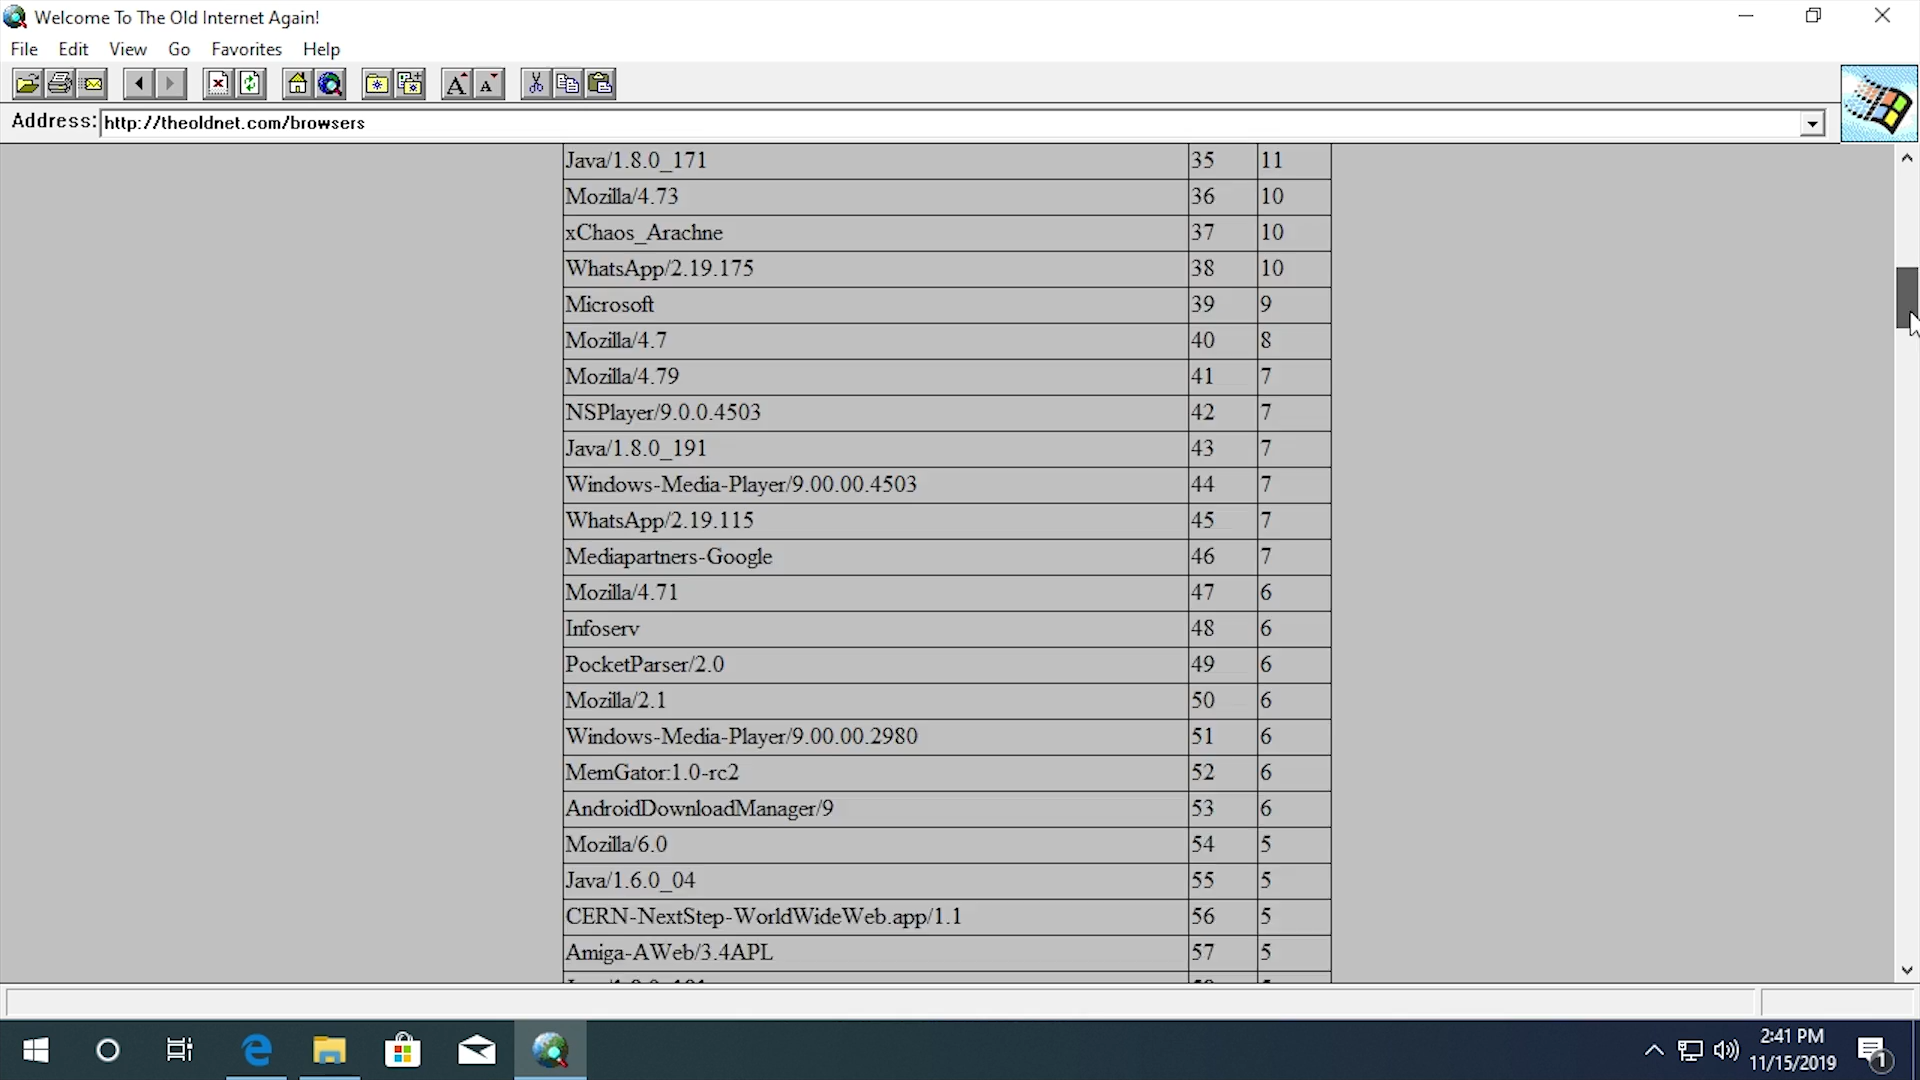 Welcome To The Old Internet Again!
File Edit View Go Favorites Help
Address: http://theoldnet.com/browsers
Java/1.8.0_171 35 11
Mozilla/4.73 36 10
xChaos_Arachne 37 10
WhatsApp/2.19.175 38 10
Microsoft 39 9
Mozilla/4.7 40 8
Mozilla/4.79 41 7
NSPlayer/9.0.0.4503 42 7
Java/1.8.0_191 43 7
Windows-Media-Player/9.00.00.4503 44 7
WhatsApp/2.19.115 45 7
Mediapartners-Google 46 7
Mozilla/4.71 47 6
Infoserv 48 6
PocketParser/2.0 49 6
Mozilla/2.1 50 6
Windows-Media-Player/9.00.00.2980 51 6
MemGator:1.0-rc2 52 6
AndroidDownloadManager/9 53 6
Mozilla/6.0 54 5
Java/1.6.0_04 55 5
CERN-NextStep-WorldWideWeb.app/1.1 56 5
Amiga-AWeb/3.4APL 57 5
2:41 PM
11/15/2019
1